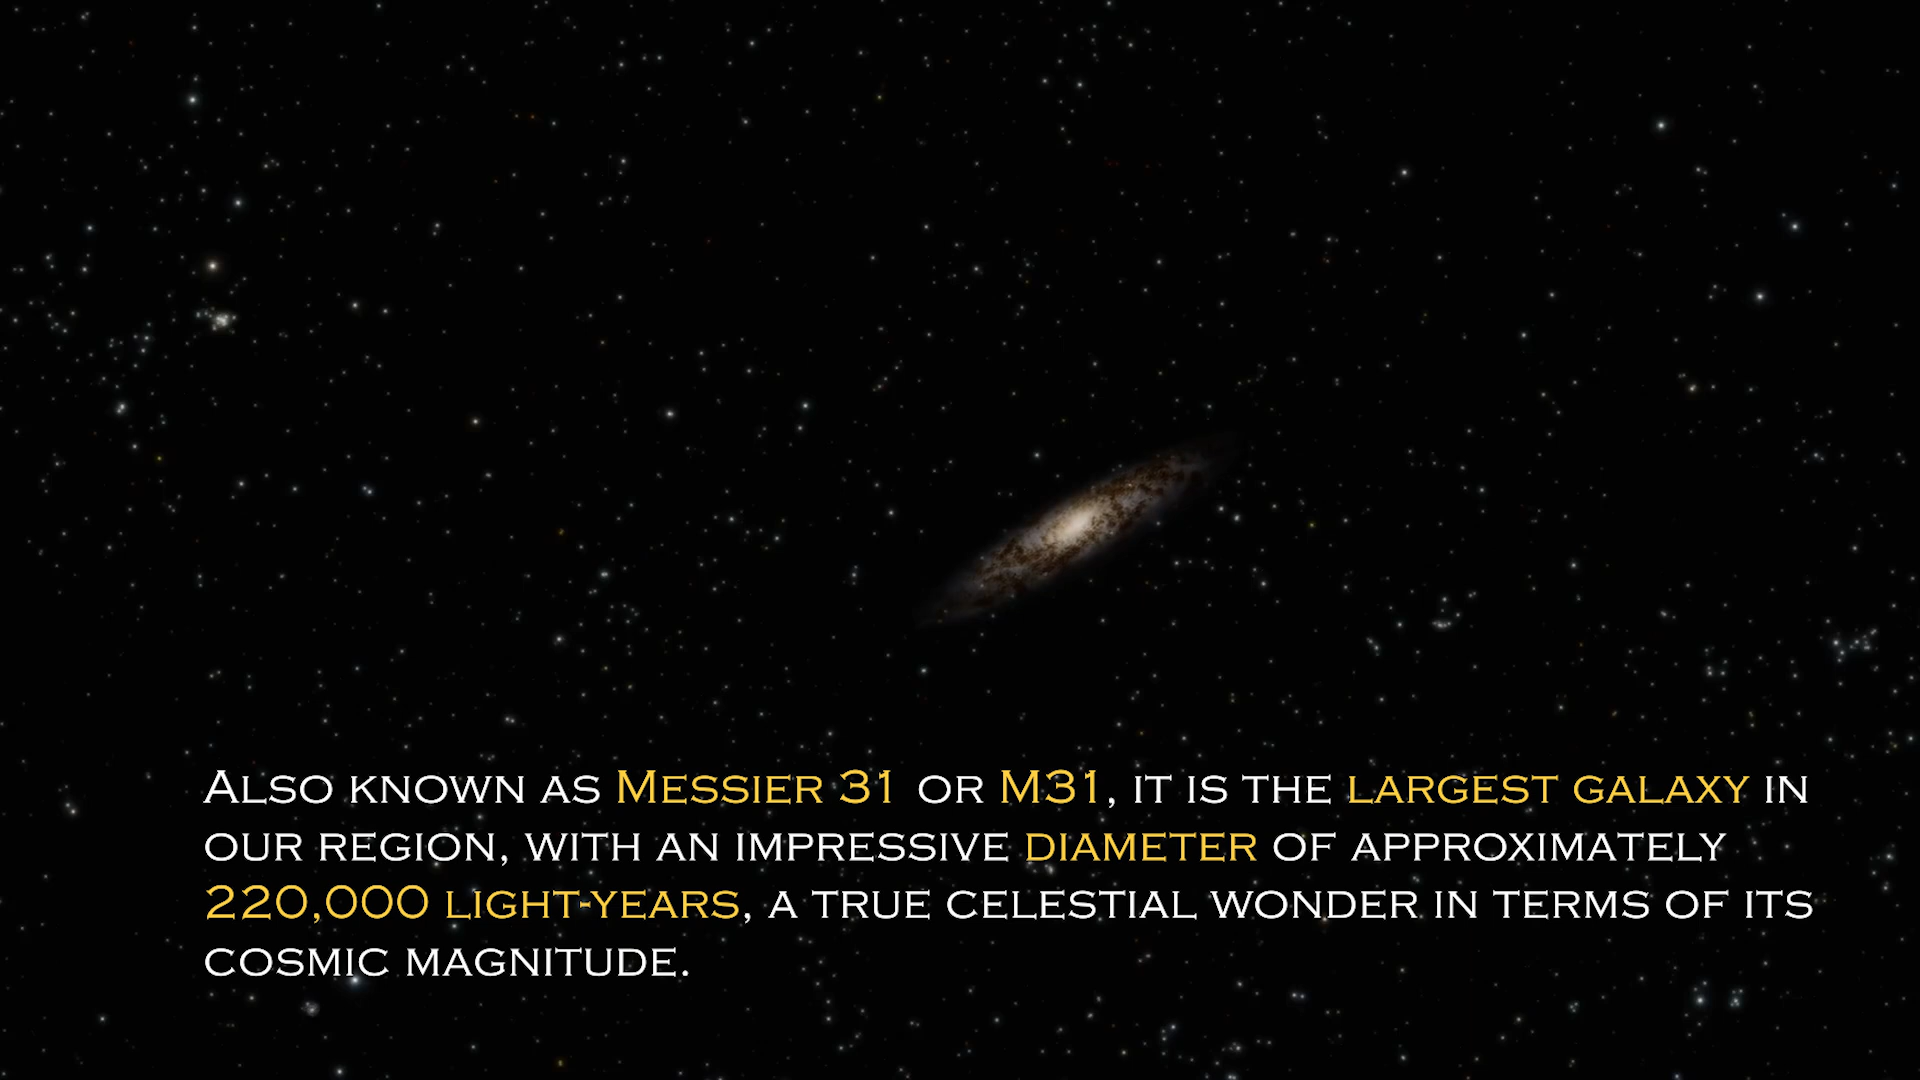 Also known as Messier 31 or M31, it is the largest galaxy in
our region, with an impressive diameter of approximately
220,000 light-years, a true celestial wonder in terms of its
cosmic magnitude.